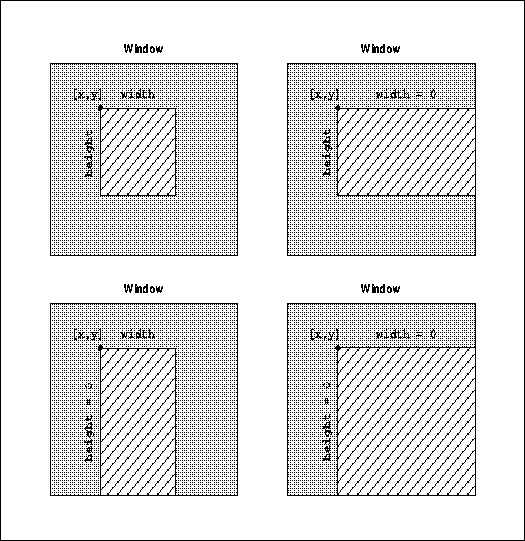 Window
[x,y] width
height
Window
[x,y] width = 0
height
Window
[x,y] width
height = 0
Window
[x,y] width = 0
height = 0